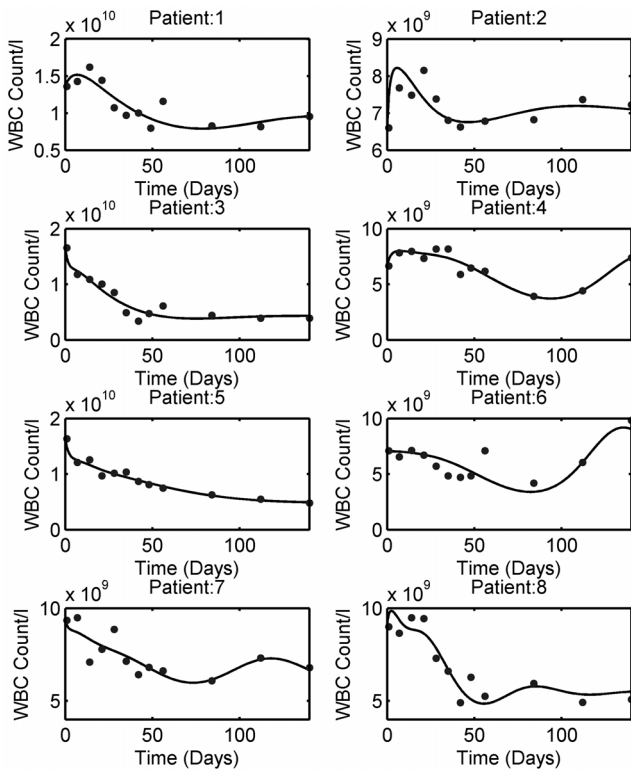 Patient:1
x 10^10
2
1.5
1
0.5
WBC Count/l
0 50 100
Time (Days)
Patient:2
x 10^9
9
8
7
6
WBC Count/l
0 50 100
Time (Days)
Patient:3
x 10^10
2
1
0
WBC Count/l
0 50 100
Time (Days)
Patient:4
x 10^9
10
5
0
WBC Count/l
0 50 100
Time (Days)
Patient:5
x 10^10
2
1
0
WBC Count/l
0 50 100
Time (Days)
Patient:6
x 10^9
10
5
0
WBC Count/l
0 50 100
Time (Days)
Patient:7
x 10^9
10
5
WBC Count/l
0 50 100
Time (Days)
Patient:8
x 10^9
10
5
WBC Count/l
0 50 100
Time (Days)